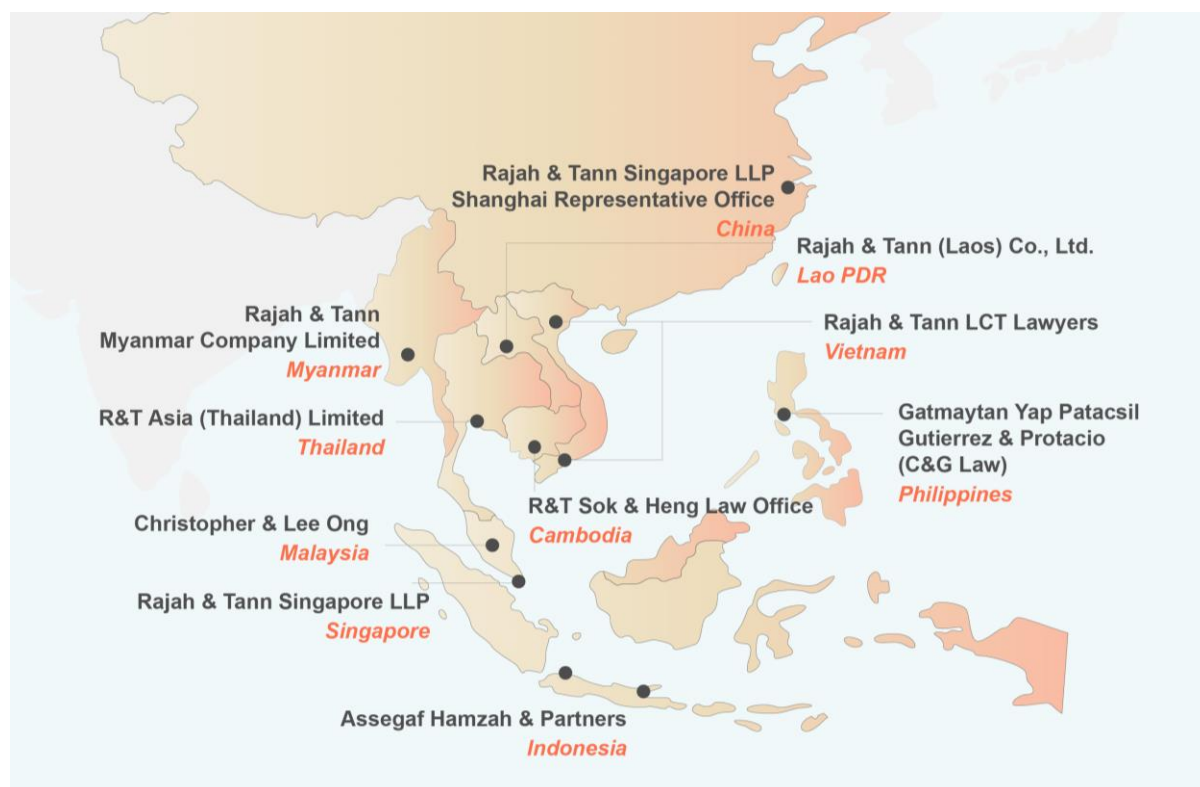 Rajah & Tann Singapore LLP
Shanghai Representative Office
China
Rajah & Tann (Laos) Co., Ltd.
Lao PDR
Rajah & Tann
Myanmar Company Limited
Myanmar
Rajah & Tann LCT Lawyers
Vietnam
R&T Asia (Thailand) Limited
Thailand
Gatmaytan Yap Patacsil
Gutierrez & Protacio
(C&G Law)
Philippines
R&T Sok & Heng Law Office
Cambodia
Christopher & Lee Ong
Malaysia
Rajah & Tann Singapore LLP
Singapore
Assegaf Hamzah & Partners
Indonesia